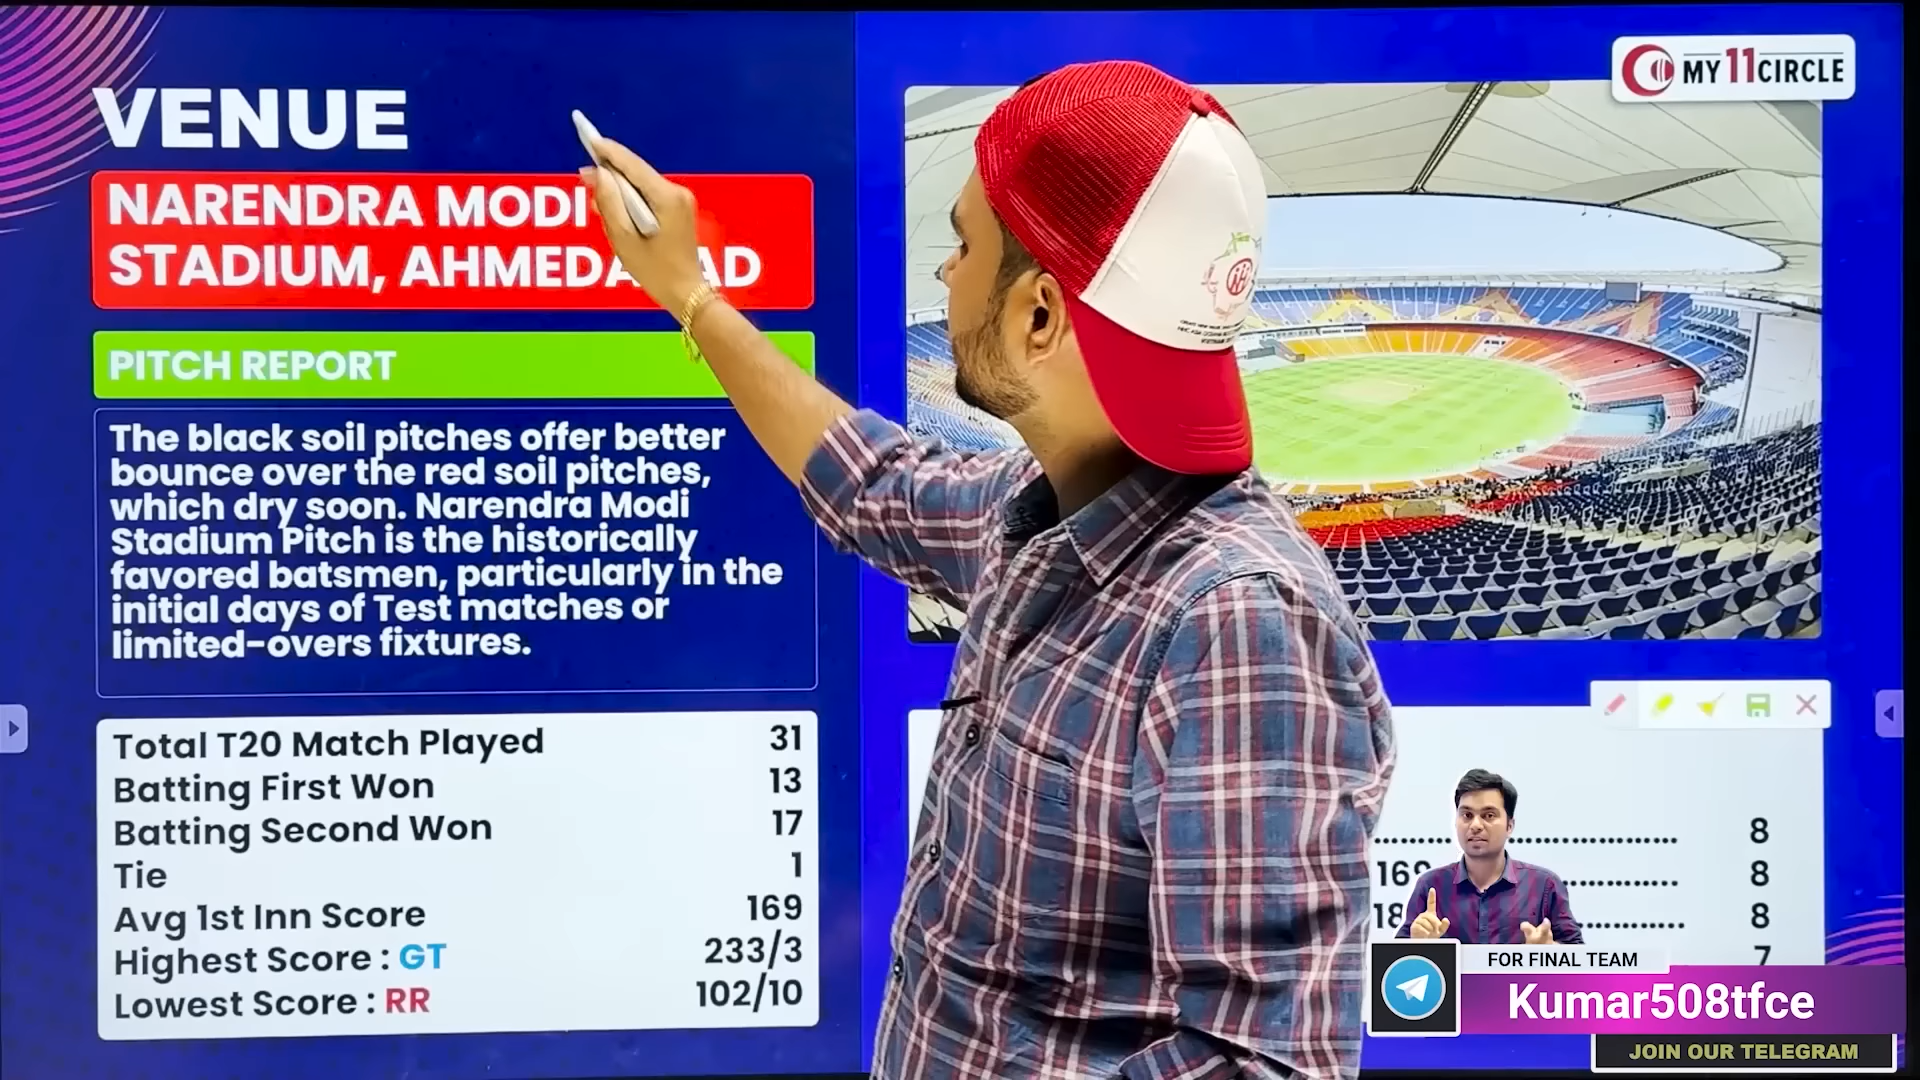 VENUE
NARENDRA MODI
STADIUM, AHMEDA AD
PITCH REPORT
The black soil pitches offer better
bounce over the red soil pitches,
which dry soon. Narendra Modi
Stadium Pitch is the historically
favored batsmen, particularly in the
initial days of Test matches or
limited-overs fixtures.
Total T20 Match Played 31
Batting First Won 13
Batting Second Won 17
Tie 1
Avg 1st Inn Score 169
Highest Score : GT 233/3
Lowest Score : RR 102/10
MY11CIRCLE
8
169 8
18 8
7
FOR FINAL TEAM
Kumar508tfce
JOIN OUR TELEGRAM